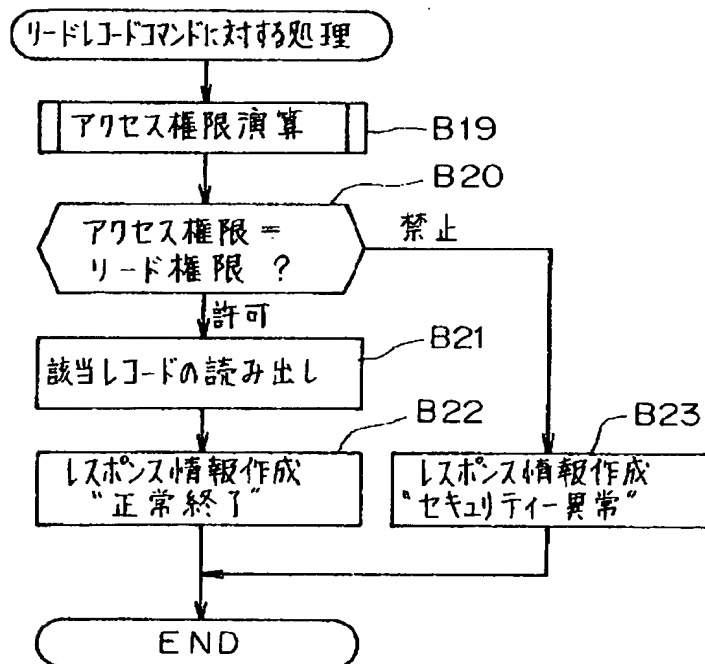 リードレコードコマンドに対する処理
アクセス権限演算
B19
B20
アクセス権限=
リード権限 ?
禁止
許可
該当レコードの読み出し
B21
B22
レスポンス情報作成
"正常終了"
B23
レスポンス情報作成
"セキュリティー異常"
END